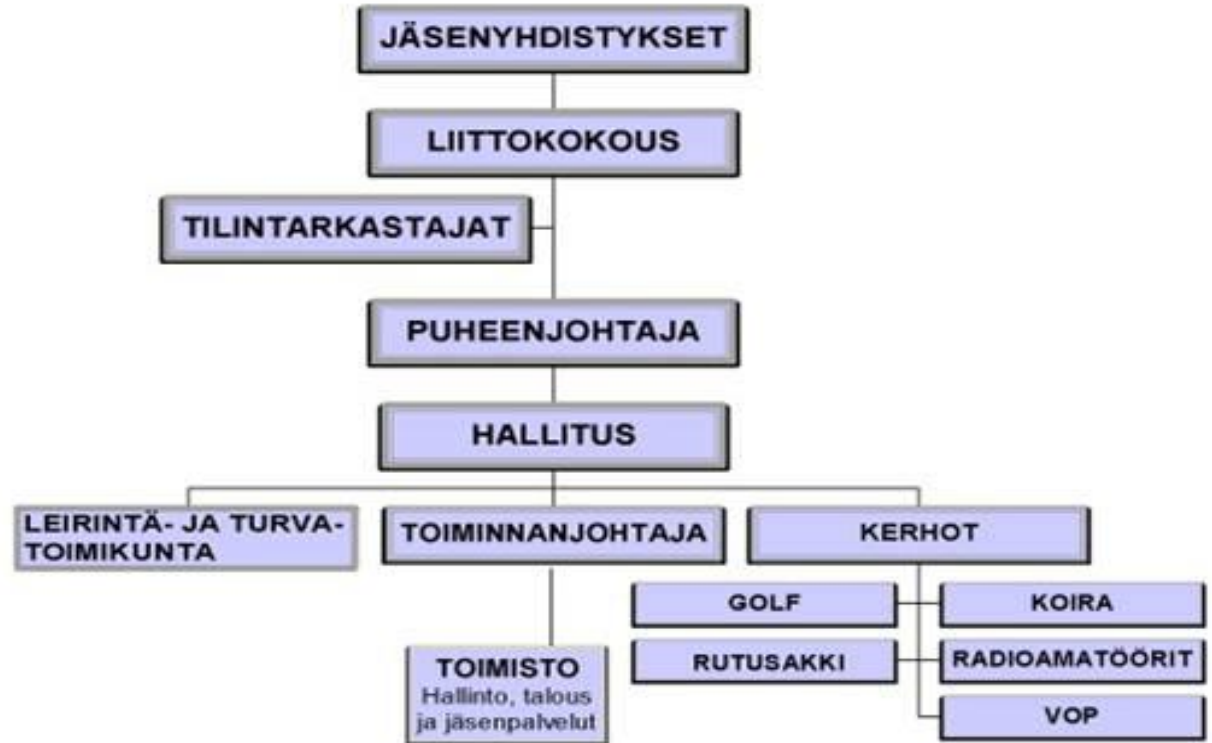 JÄSENYHDISTYKSET
LIITTOKOKOUS
TILINTARKASTAJAT
PUHEENJOHTAJA
HALLITUS
LEIRINTÄ- JA TURVA-
TOIMIKUNTA
TOIMINNANJOHTAJA
KERHOT
GOLF
KOIRA
RUTUSAKKI
RADIOAMATÖÖRIT
VOP
TOIMISTO
Hallinto, talous
ja jäsenpalvelut